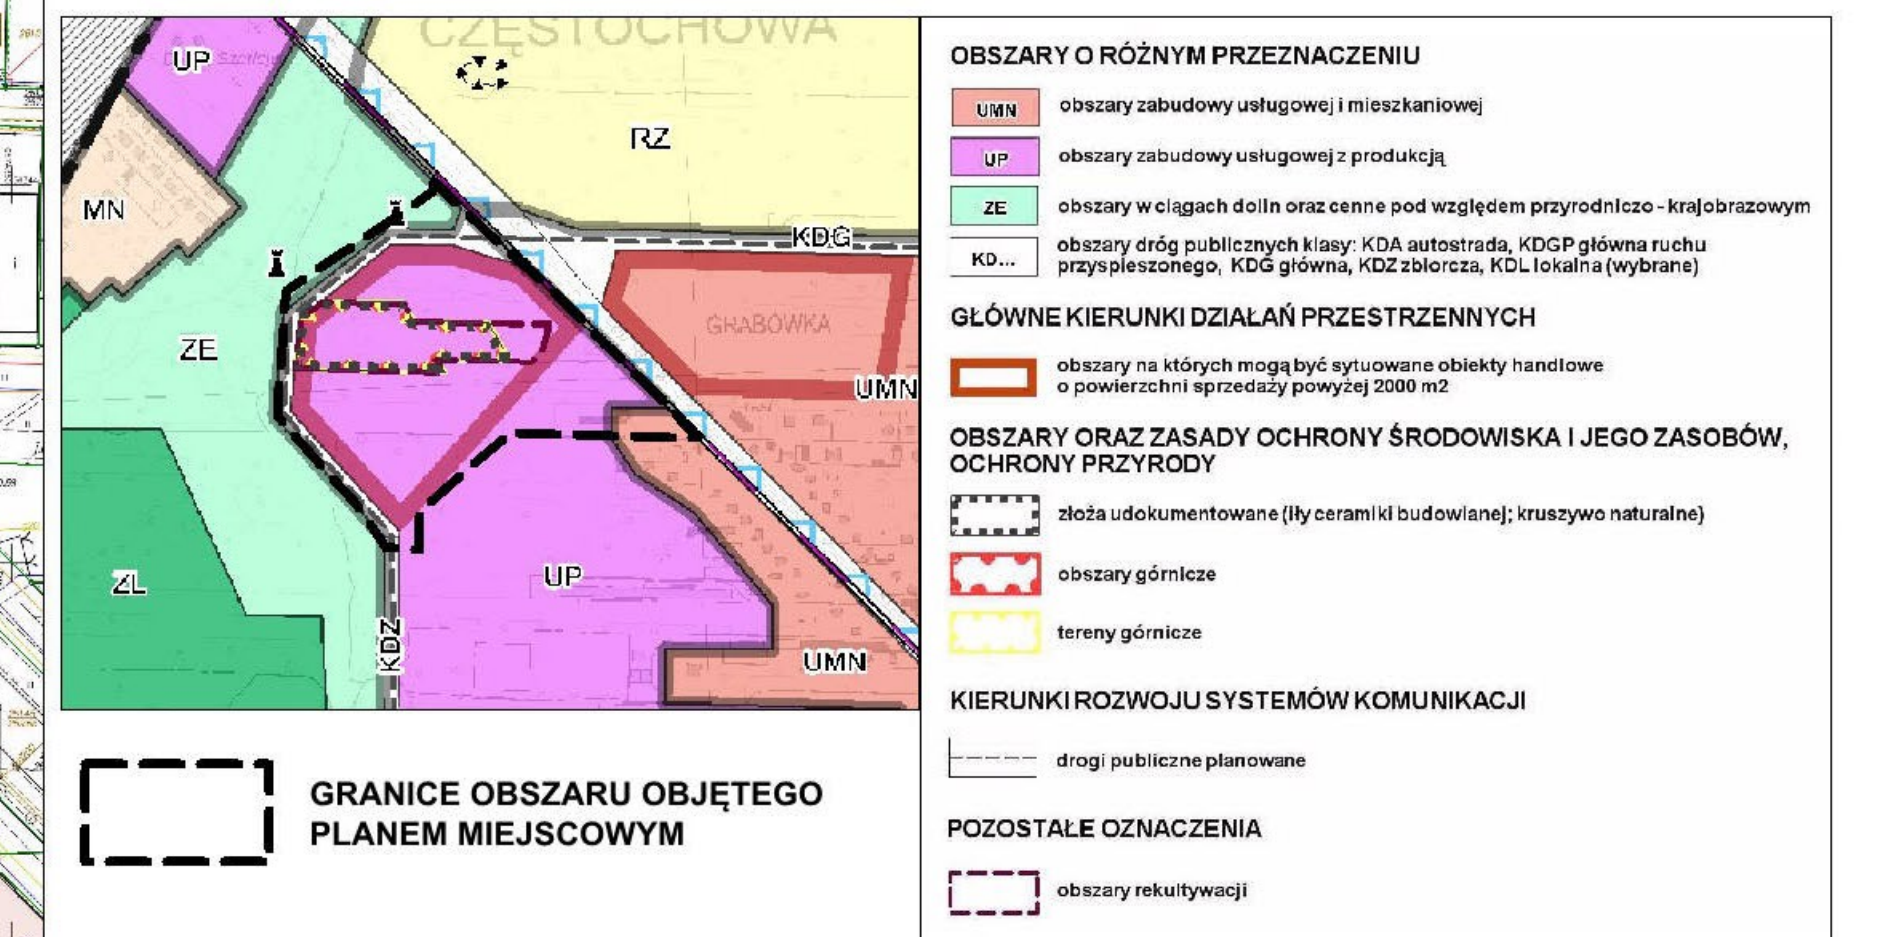 CZĘSTOCHOWA
UP
RZ
MN
KDG
GRABÓWKA
ZE
UMN
ZL
UP
KDZ
UMN
GRANICE OBSZARU OBJĘTEGO
PLANEM MIEJSCOWYM
OBSZARY O RÓŻNYM PRZEZNACZENIU
UMN obszary zabudowy usługowej i mieszkaniowej
UP obszary zabudowy usługowej z produkcją
ZE obszary w ciągach dolin oraz cenne pod względem przyrodniczo - krajobrazowym
KD... obszary dróg publicznych klasy: KDA autostrada, KDGP główna ruchu
przyspieszonego, KDG główna, KDZ zbiorcza, KDL lokalna (wybrane)
GŁÓWNE KIERUNKI DZIAŁAŃ PRZESTRZENNYCH
obszary na których mogą być sytuowane obiekty handlowe
o powierzchni sprzedaży powyżej 2000 m2
OBSZARY ORAZ ZASADY OCHRONY ŚRODOWISKA I JEGO ZASOBÓW,
OCHRONY PRZYRODY
złoża udokumentowane (iły ceramiki budowlanej; kruszywo naturalne)
obszary górnicze
tereny górnicze
KIERUNKI ROZWOJU SYSTEMÓW KOMUNIKACJI
drogi publiczne planowane
POZOSTAŁE OZNACZENIA
obszary rekultywacji